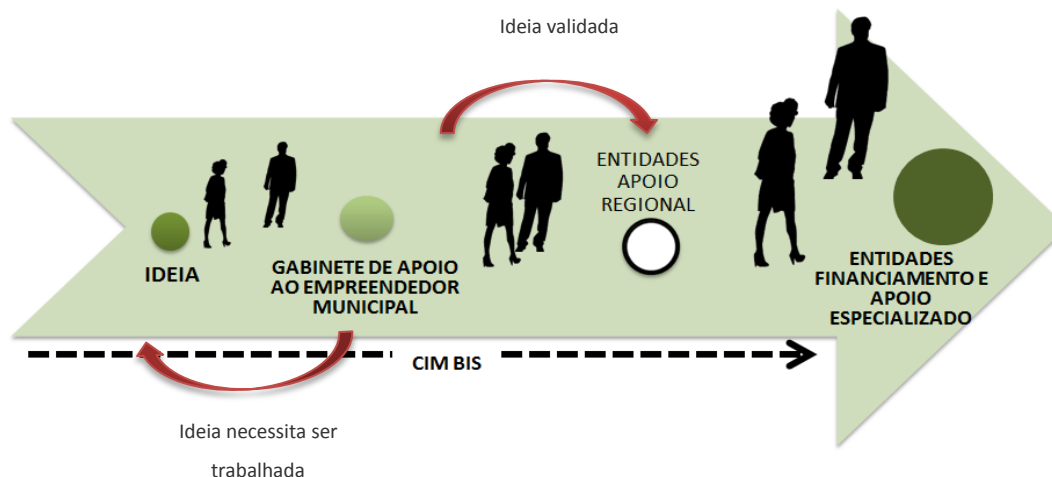 Ideia validada
ENTIDADES
APOIO
REGIONAL
IDEIA
GABINETE DE APOIO
AO EMPREENDEDOR
MUNICIPAL
ENTIDADES
FINANCIAMENTO E
APOIO
ESPECIALIZADO
CIM BIS
Ideia necessita ser
trabalhada